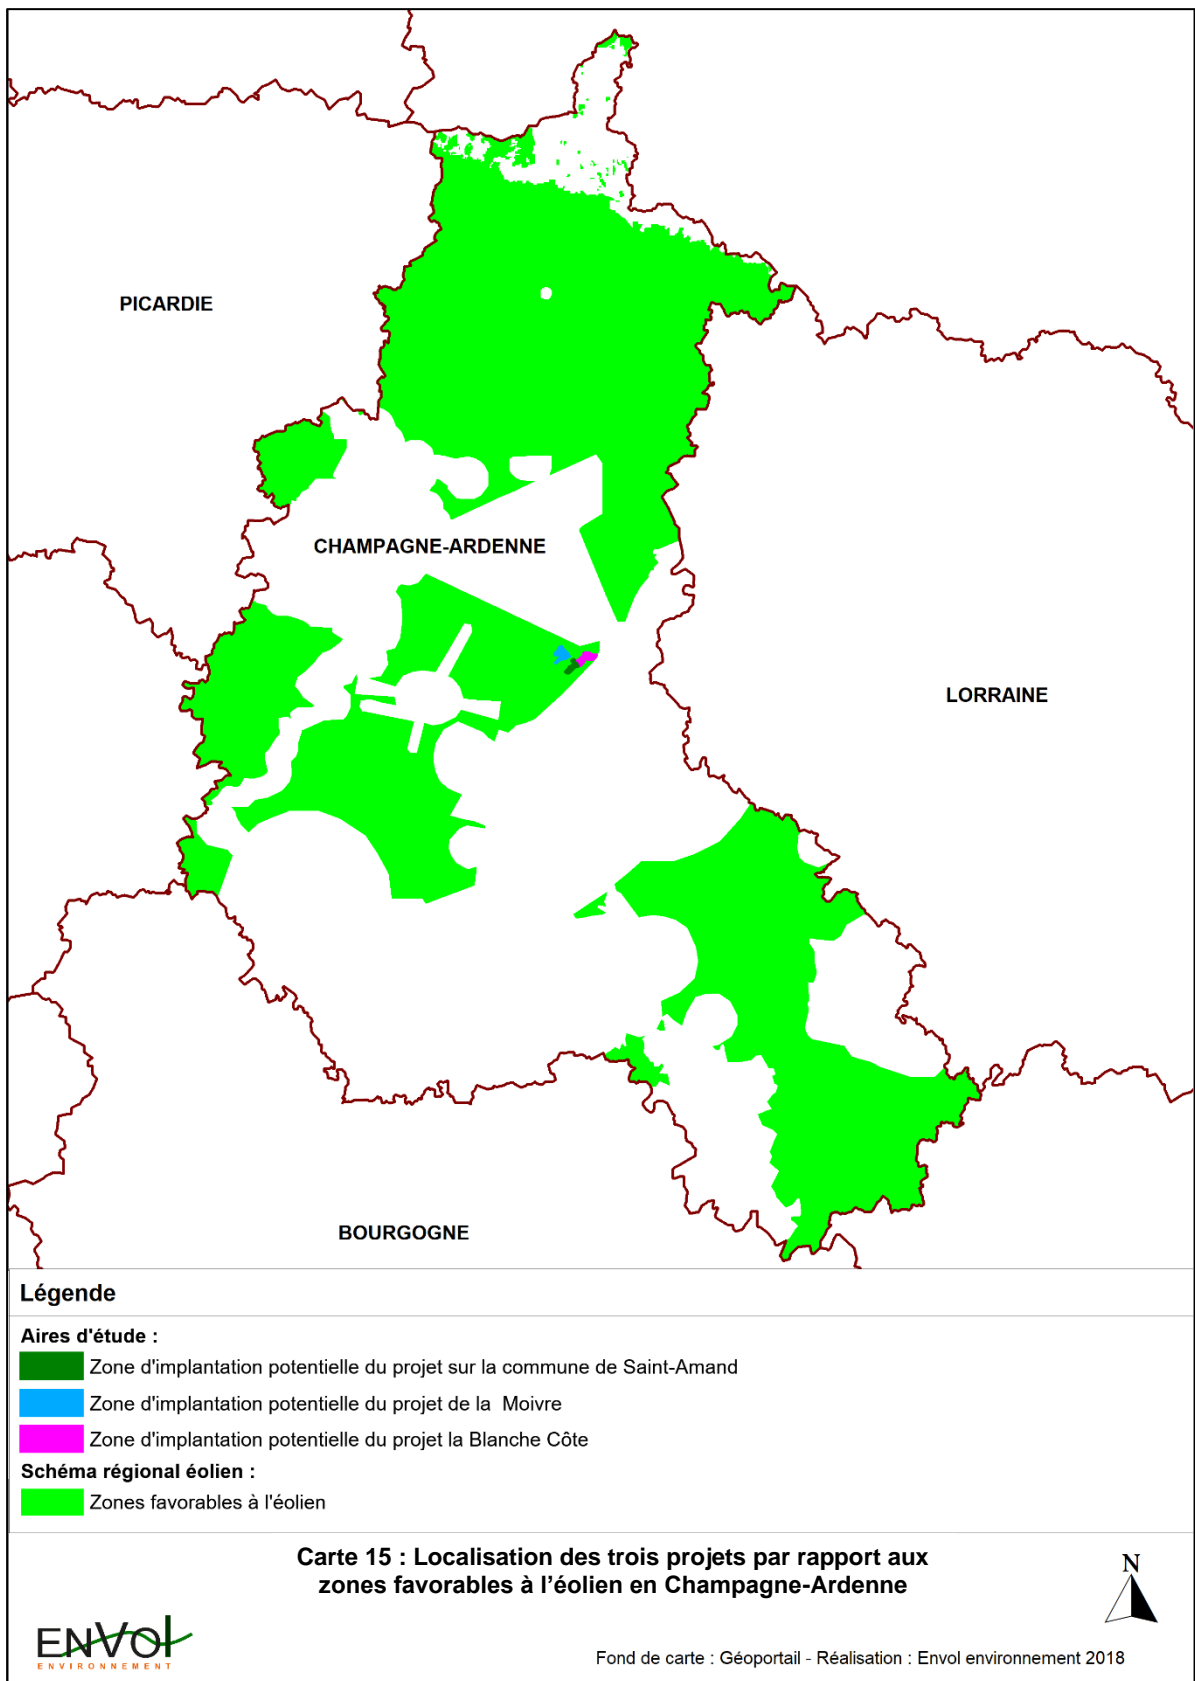 PICARDIE
CHAMPAGNE-ARDENNE
LORRAINE
BOURGOGNE
Légende
Aires d'étude :
Zone d'implantation potentielle du projet sur la commune de Saint-Amand
Zone d'implantation potentielle du projet de la Moivre
Zone d'implantation potentielle du projet la Blanche Côte
Schéma régional éolien :
Zones favorables à l'éolien
Carte 15 : Localisation des trois projets par rapport aux
zones favorables à l’éolien en Champagne-Ardenne
N
ENVOl
ENVIRONNEMENT
Fond de carte : Géoportail - Réalisation : Envol environnement 2018